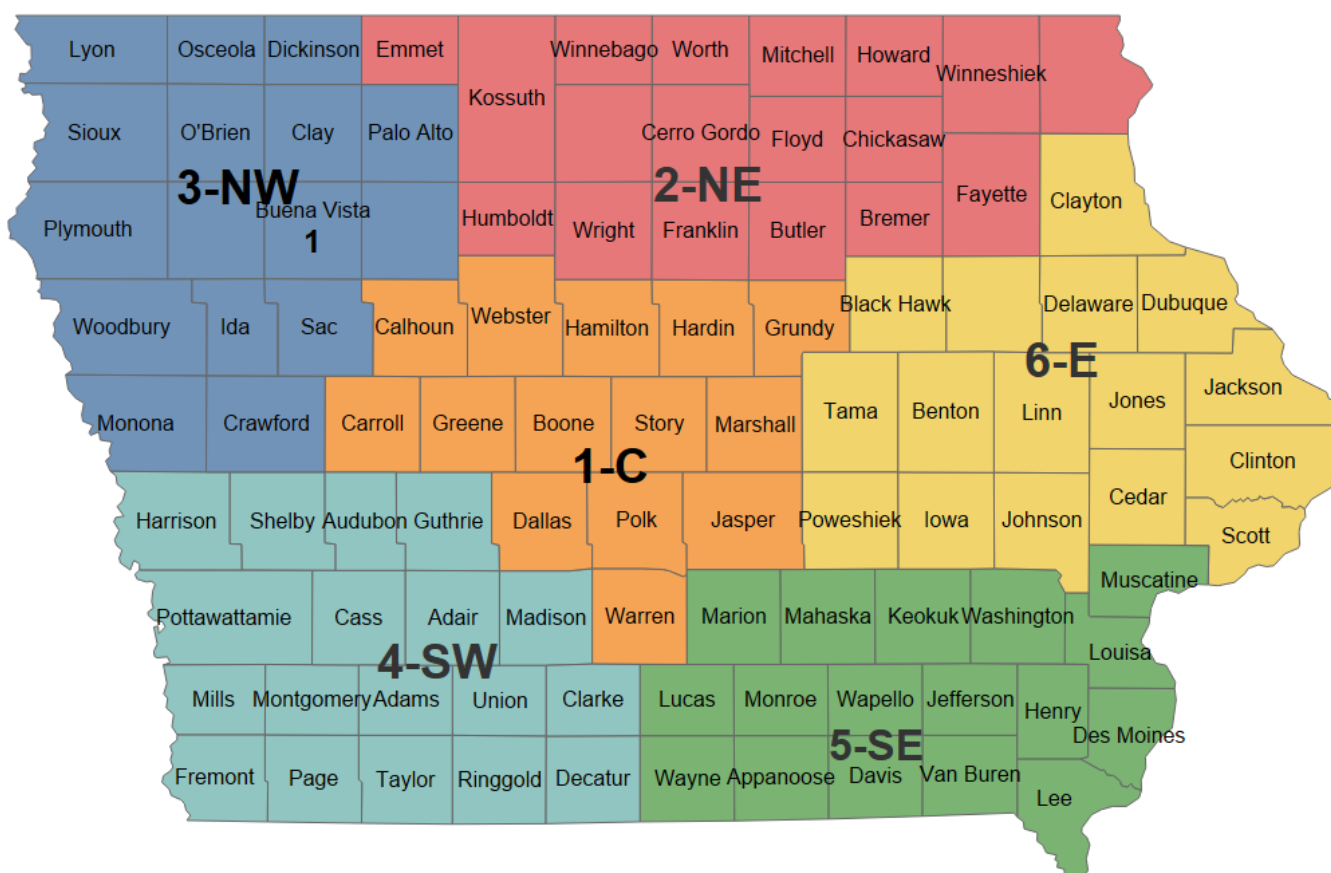 Lyon Osceola Dickinson Emmet Winnebago Worth Mitchell Howard
Winneshiek
Kossuth
Sioux O'Brien Clay Palo Alto Cerro Gordo Floyd Chickasaw
3-NW 2-NE
Fayette Clayton
Plymouth Buena Vista Humboldt Wright Franklin Butler Bremer
1
Woodbury Ida Sac Calhoun Webster Hamilton Hardin Grundy Black Hawk Delaware Dubuque
6-E
Monona Crawford Carroll Greene Boone Story Marshall Tama Benton Linn Jones Jackson
1-C
Clinton
Harrison Shelby Audubon Guthrie Dallas Polk Jasper Poweshiek Iowa Johnson Cedar
Scott
Muscatine
Pottawattamie Cass Adair Madison Warren Marion Mahaska Keokuk Washington
4-SW
Louisa
Mills Montgomery Adams Union Clarke Lucas Monroe Wapello Jefferson Henry
5-SE
Des Moines
Fremont Page Taylor Ringgold Decatur Wayne Appanoose Davis Van Buren
Lee